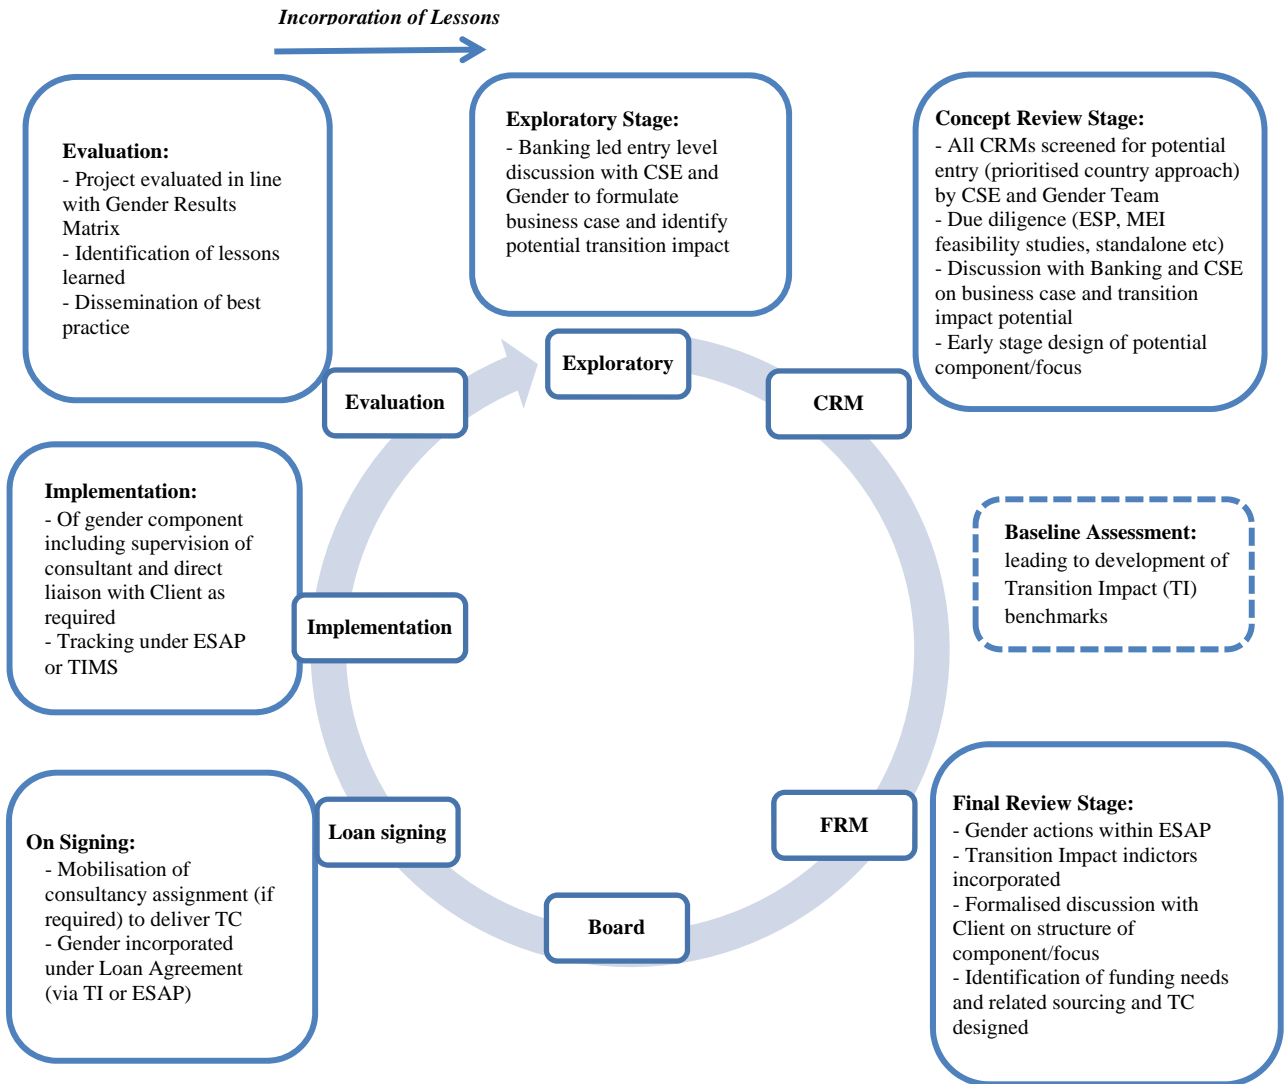 Incorporation of Lessons
Evaluation:
- Project evaluated in line
with Gender Results
Matrix
- Identification of lessons
learned
- Dissemination of best
practice
Exploratory Stage:
- Banking led entry level
discussion with CSE and
Gender to formulate
business case and identify
potential transition impact
Concept Review Stage:
- All CRMs screened for potential
entry (prioritised country approach)
by CSE and Gender Team
- Due diligence (ESP, MEI
feasibility studies, standalone etc)
- Discussion with Banking and CSE
on business case and transition
impact potential
- Early stage design of potential
component/focus
Exploratory
Evaluation
CRM
Implementation:
- Of gender component
including supervision of
consultant and direct
liaison with Client as
required
- Tracking under ESAP
or TIMS
Baseline Assessment:
leading to development of
Transition Impact (TI)
benchmarks
Implementation
On Signing:
- Mobilisation of
consultancy assignment (if
required) to deliver TC
- Gender incorporated
under Loan Agreement
(via TI or ESAP)
Loan signing
FRM
Board
Final Review Stage:
- Gender actions within ESAP
- Transition Impact indictors
incorporated
- Formalised discussion with
Client on structure of
component/focus
- Identification of funding needs
and related sourcing and TC
designed